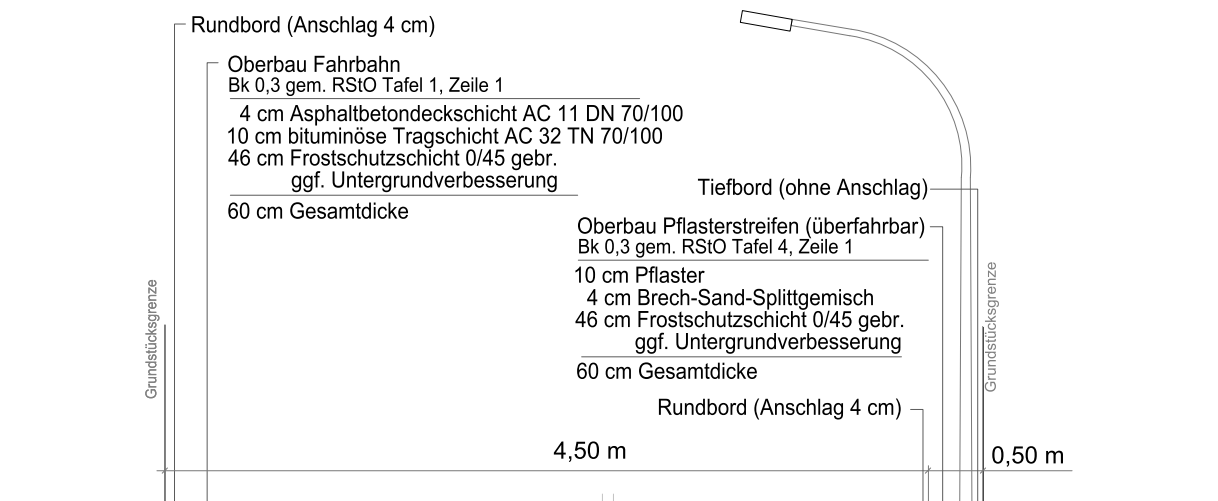 Rundbord (Anschlag 4 cm)
Oberbau Fahrbahn
Bk 0,3 gem. RStO Tafel 1, Zeile 1
4 cm Asphaltbetondeckschicht AC 11 DN 70/100
10 cm bituminöse Tragschicht AC 32 TN 70/100
46 cm Frostschutzschicht 0/45 gebr.
ggf. Untergrundverbesserung
60 cm Gesamtdicke
Tiefbord (ohne Anschlag)
Oberbau Pflasterstreifen (überfahrbar)
Bk 0,3 gem. RStO Tafel 4, Zeile 1
10 cm Pflaster
4 cm Brech-Sand-Splittgemisch
46 cm Frostschutzschicht 0/45 gebr.
ggf. Untergrundverbesserung
60 cm Gesamtdicke
Rundbord (Anschlag 4 cm)
Grundstücksgrenze
Grundstücksgrenze
4,50 m
0,50 m